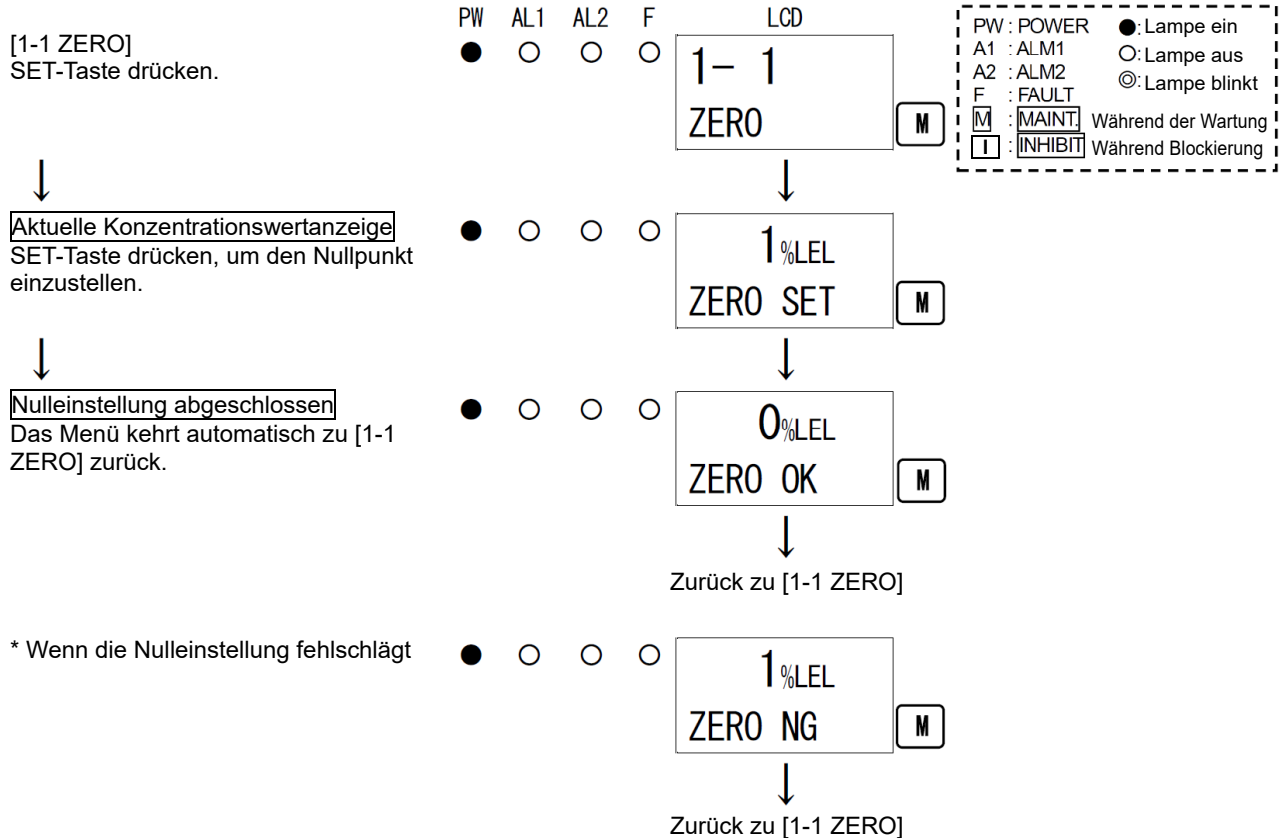 PW AL1 AL2 F LCD
[1-1 ZERO]
SET-Taste drücken.
1- 1
ZERO
M
PW : POWER ●:Lampe ein
A1 : ALM1 ○:Lampe aus
A2 : ALM2 ◎:Lampe blinkt
F : FAULT
M : MAINT. Während der Wartung
I : INHIBIT Während Blockierung
Aktuelle Konzentrationswertanzeige
SET-Taste drücken, um den Nullpunkt
einzustellen.
1%LEL
ZERO SET
M
Nulleinstellung abgeschlossen
Das Menü kehrt automatisch zu [1-1
ZERO] zurück.
0%LEL
ZERO OK
M
Zurück zu [1-1 ZERO]
* Wenn die Nulleinstellung fehlschlägt
1%LEL
ZERO NG
M
Zurück zu [1-1 ZERO]